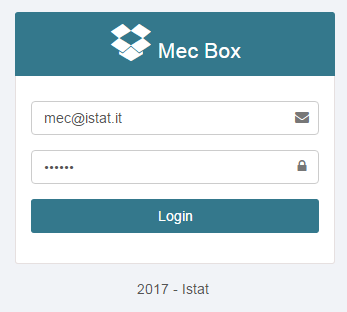 Mec Box
mec@istat.it
••••••
Login
2017 - Istat